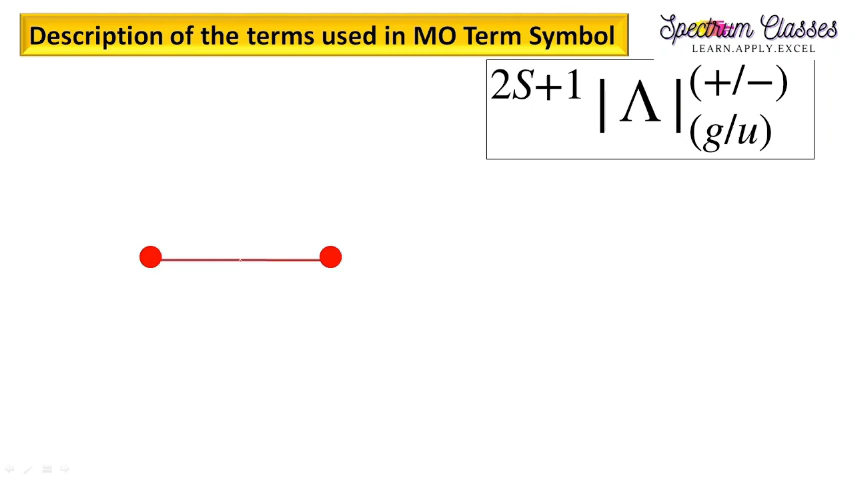 Description of the terms used in MO Term Symbol
Spectrum Classes
LEARN.APPLY.EXCEL
2S+1 |Λ| (+/−)
(g/u)